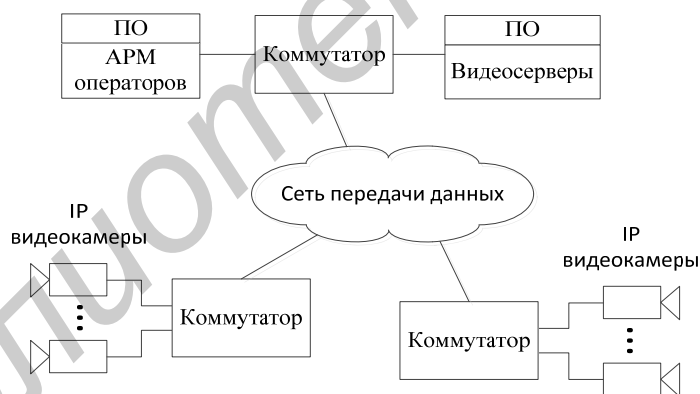 ПО
АРМ
операторов
Коммутатор
ПО
Видеосерверы
Сеть передачи данных
IP
видеокамеры
Коммутатор
IP
видеокамеры
Коммутатор